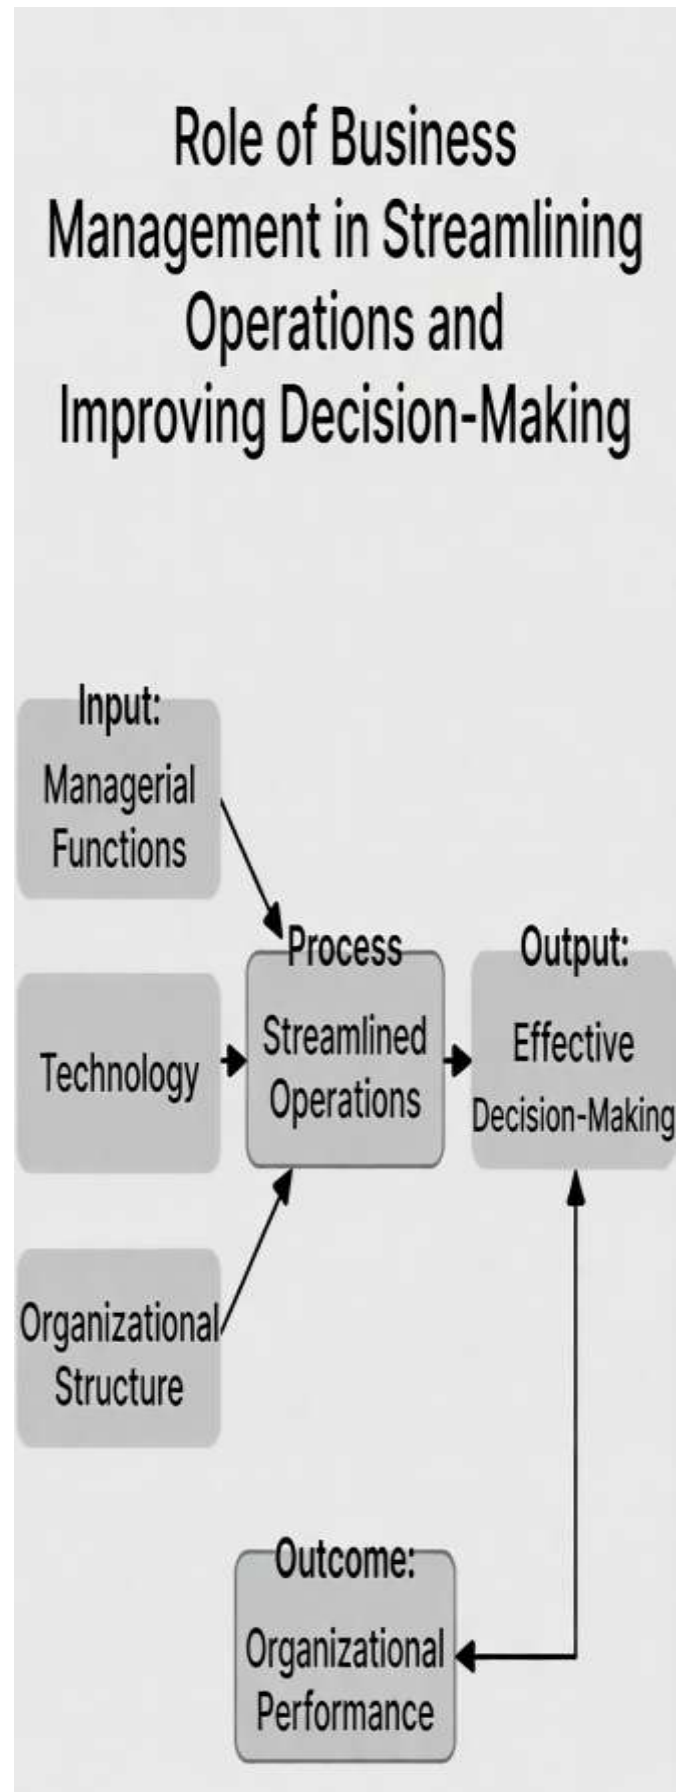 Role of Business
Management in Streamlining
Operations and
Improving Decision-Making
Input:
Managerial
Functions
Technology
Organizational
Structure
Process
Streamlined
Operations
Output:
Effective
Decision-Making
Outcome:
Organizational
Performance